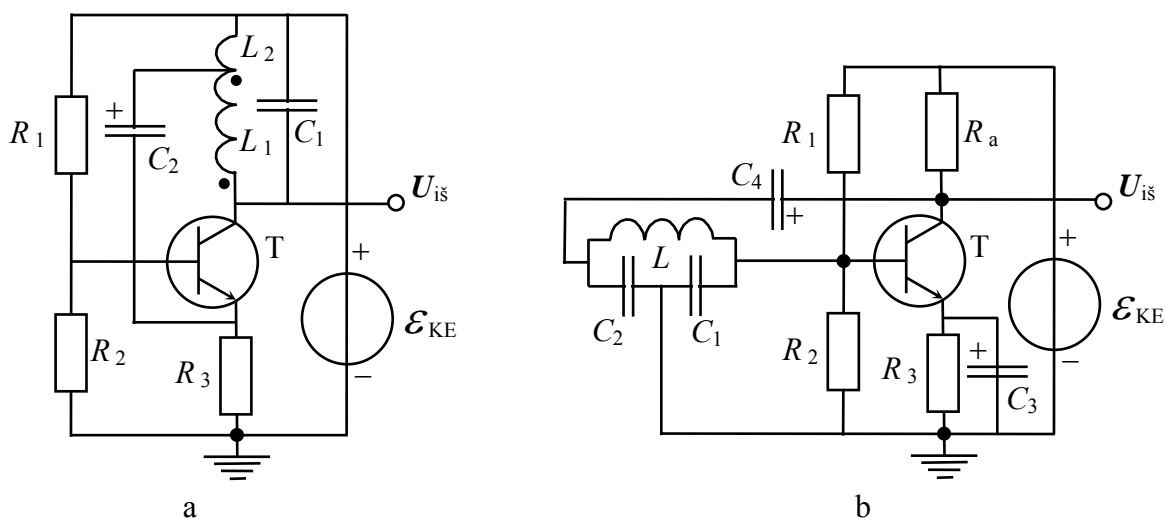 L2
R1
+
C2
L1
C1
Uiš
T
+
ℰKE
−
R2
R3
a
R1
Ra
C4
+
Uiš
T
L
+
ℰKE
−
C2
C1
R2
R3
+
C3
b